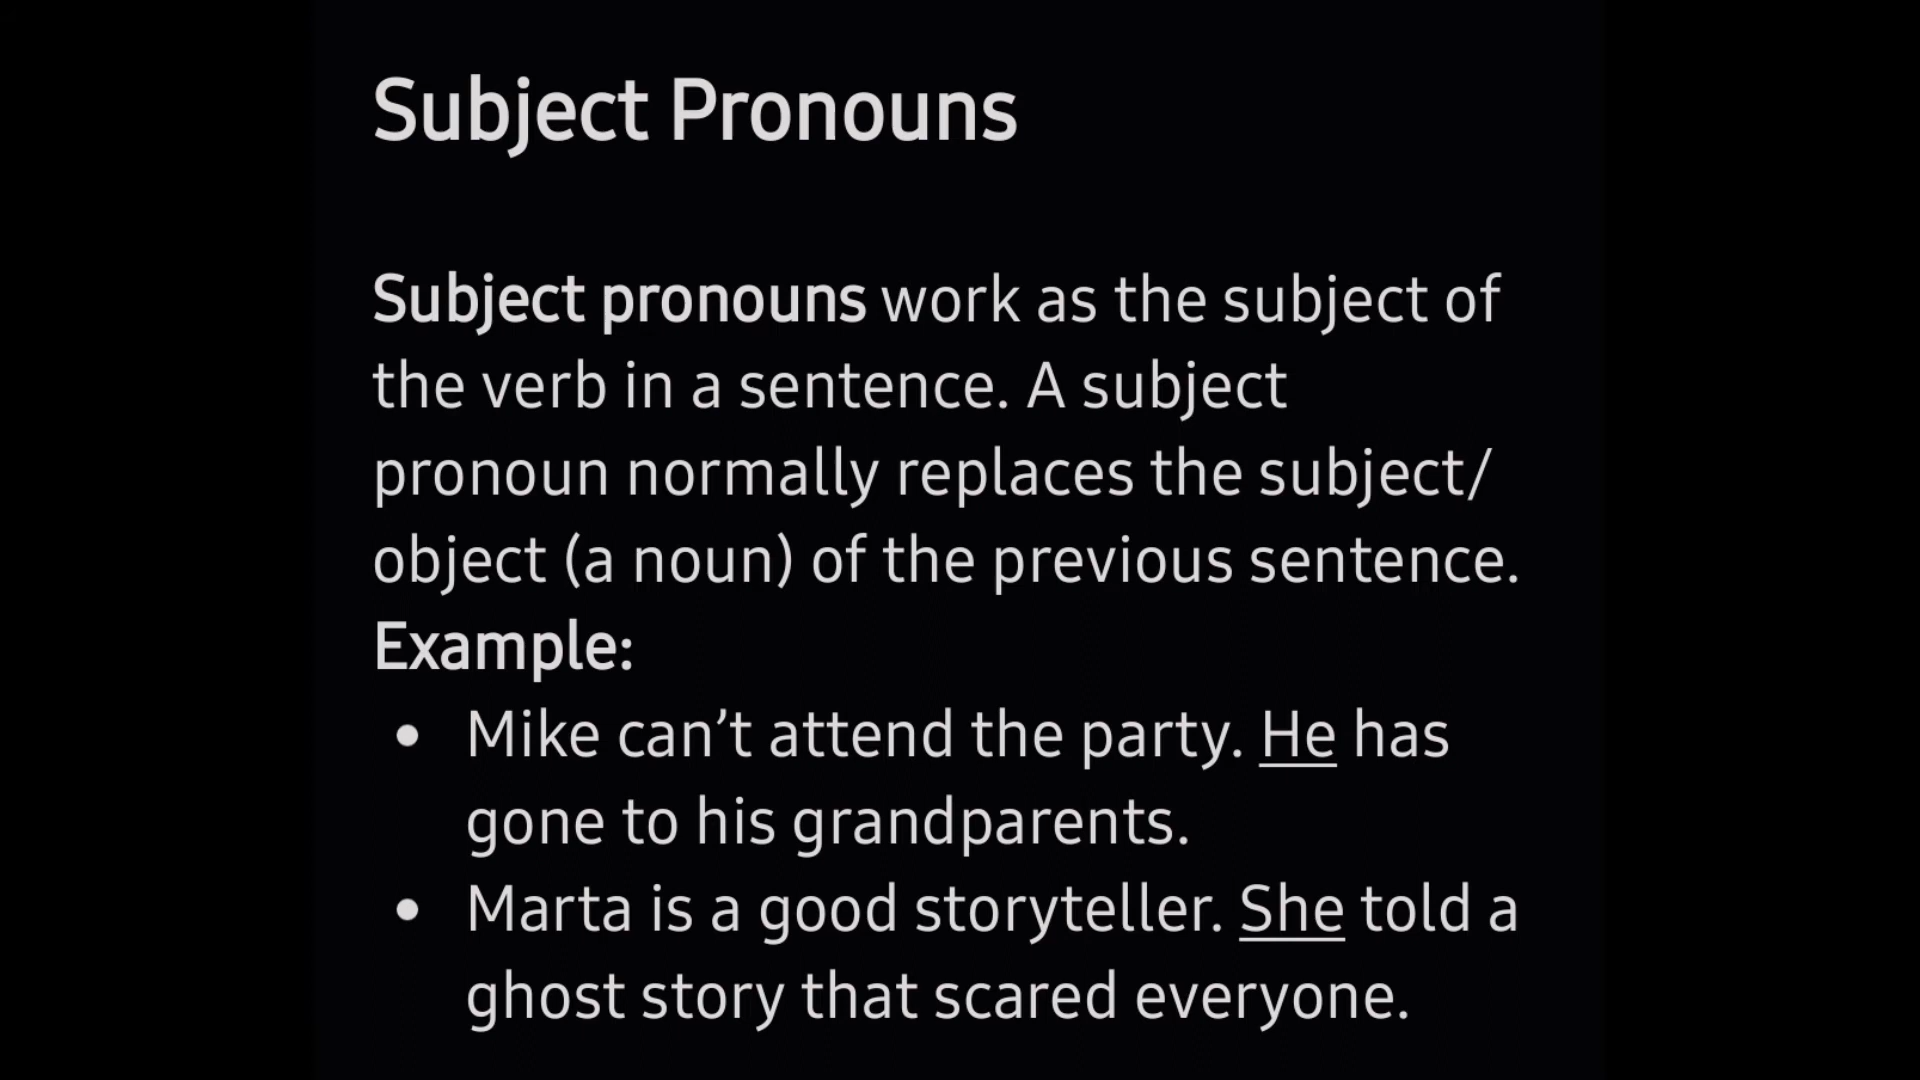 Subject Pronouns
Subject pronouns work as the subject of
the verb in a sentence. A subject
pronoun normally replaces the subject/
object (a noun) of the previous sentence.
Example:
• Mike can’t attend the party. He has
gone to his grandparents.
• Marta is a good storyteller. She told a
ghost story that scared everyone.